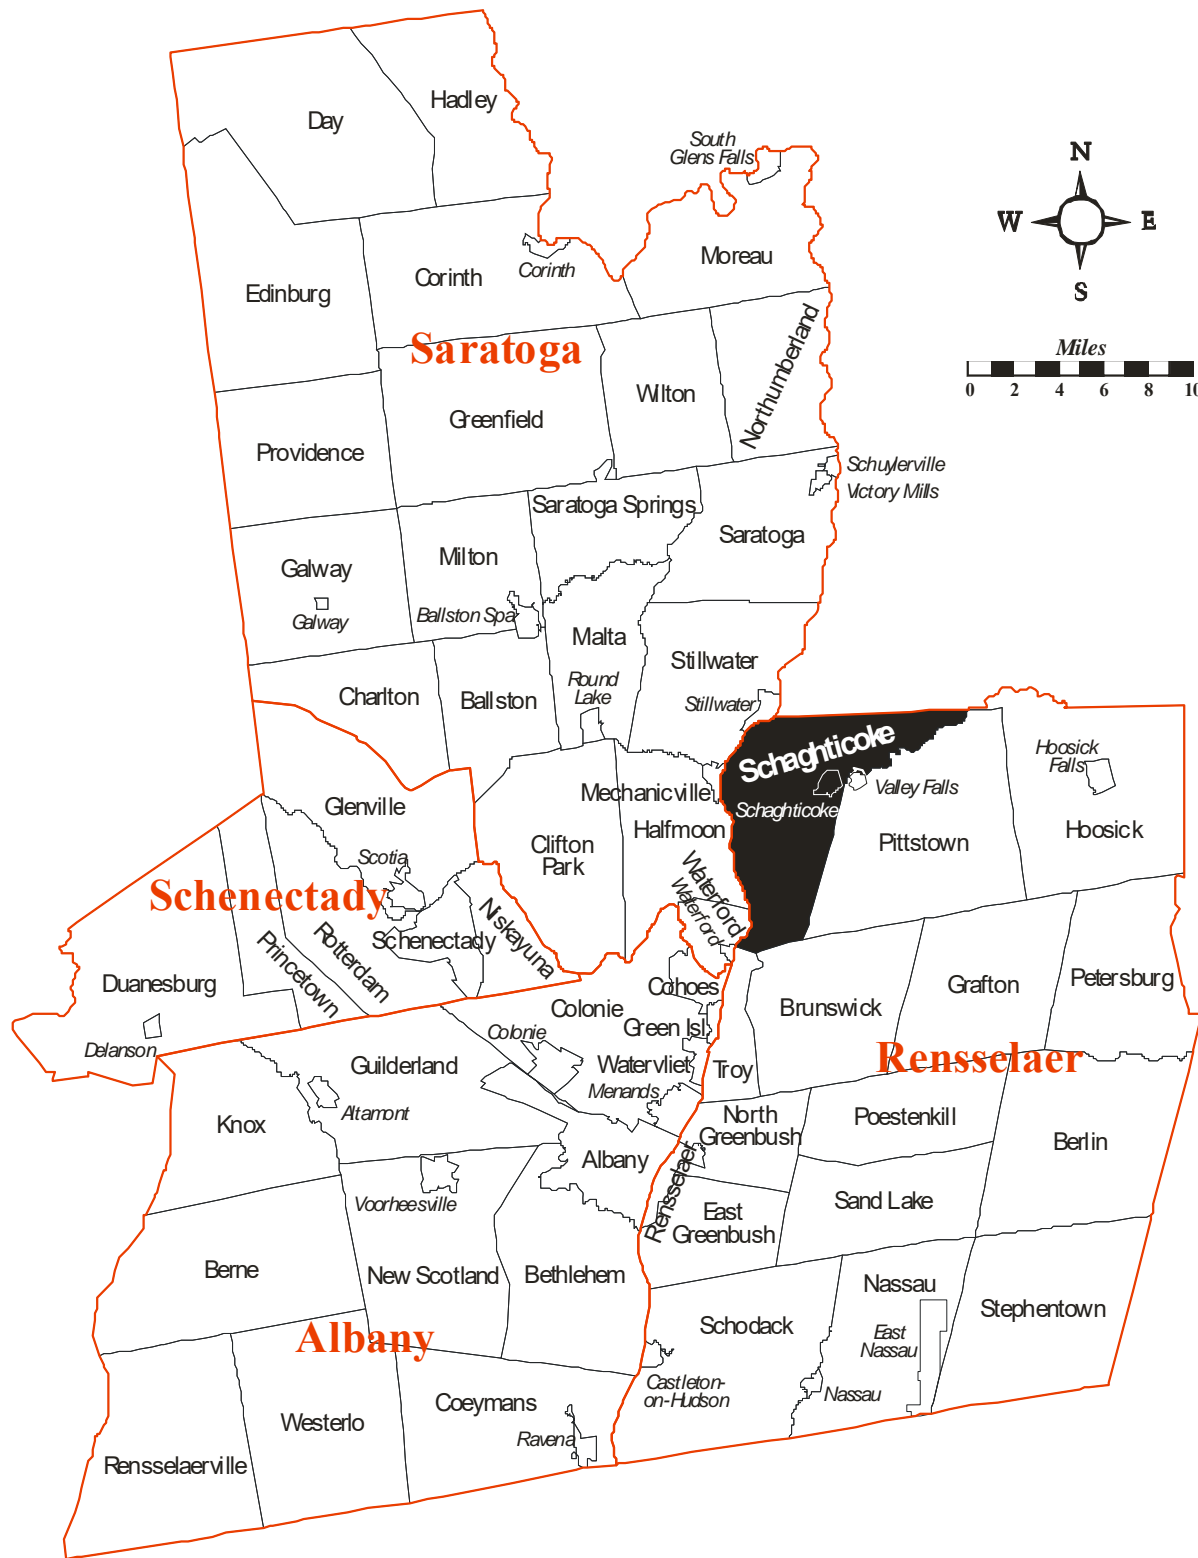 Hadley
Day
South
Glens Falls
N
W
E
S
Moreau
Corinth
Corinth
Edinburg
Saratoga
Miles
0 2 4 6 8 10
Northumberland
Wilton
Greenfield
Providence
Schuylerville
Victory Mills
Saratoga Springs
Saratoga
Milton
Galway
Galway
Ballston Spa
Malta
Stillwater
Round
Lake
Stillwater
Charlton
Ballston
Schaghticoke
Schaghticoke
Valley Falls
Hoosick
Falls
Hoosick
Pittstown
Mechanicville
Halfmoon
Glenville
Clifton
Park
Scotia
Waterford
Waterford
Schenectady
Schenectady
Niskayuna
Rotterdam
Princetown
Duanesburg
Delanson
Cohoes
Colonie
Green Isl.
Colonie
Watervliet
Menands
Troy
Brunswick
Grafton
Petersburg
Rensselaer
Guilderland
Altamont
Knox
North
Greenbush
Poestenkill
Berlin
Albany
Rensselaer
Voorheesville
Sand Lake
East
Greenbush
Berne
New Scotland
Bethlehem
Nassau
Stephentown
Albany
Schodack
East
Nassau
Castleton-
on-Hudson
Nassau
Coeymans
Westerlo
Ravena
Rensselaerville